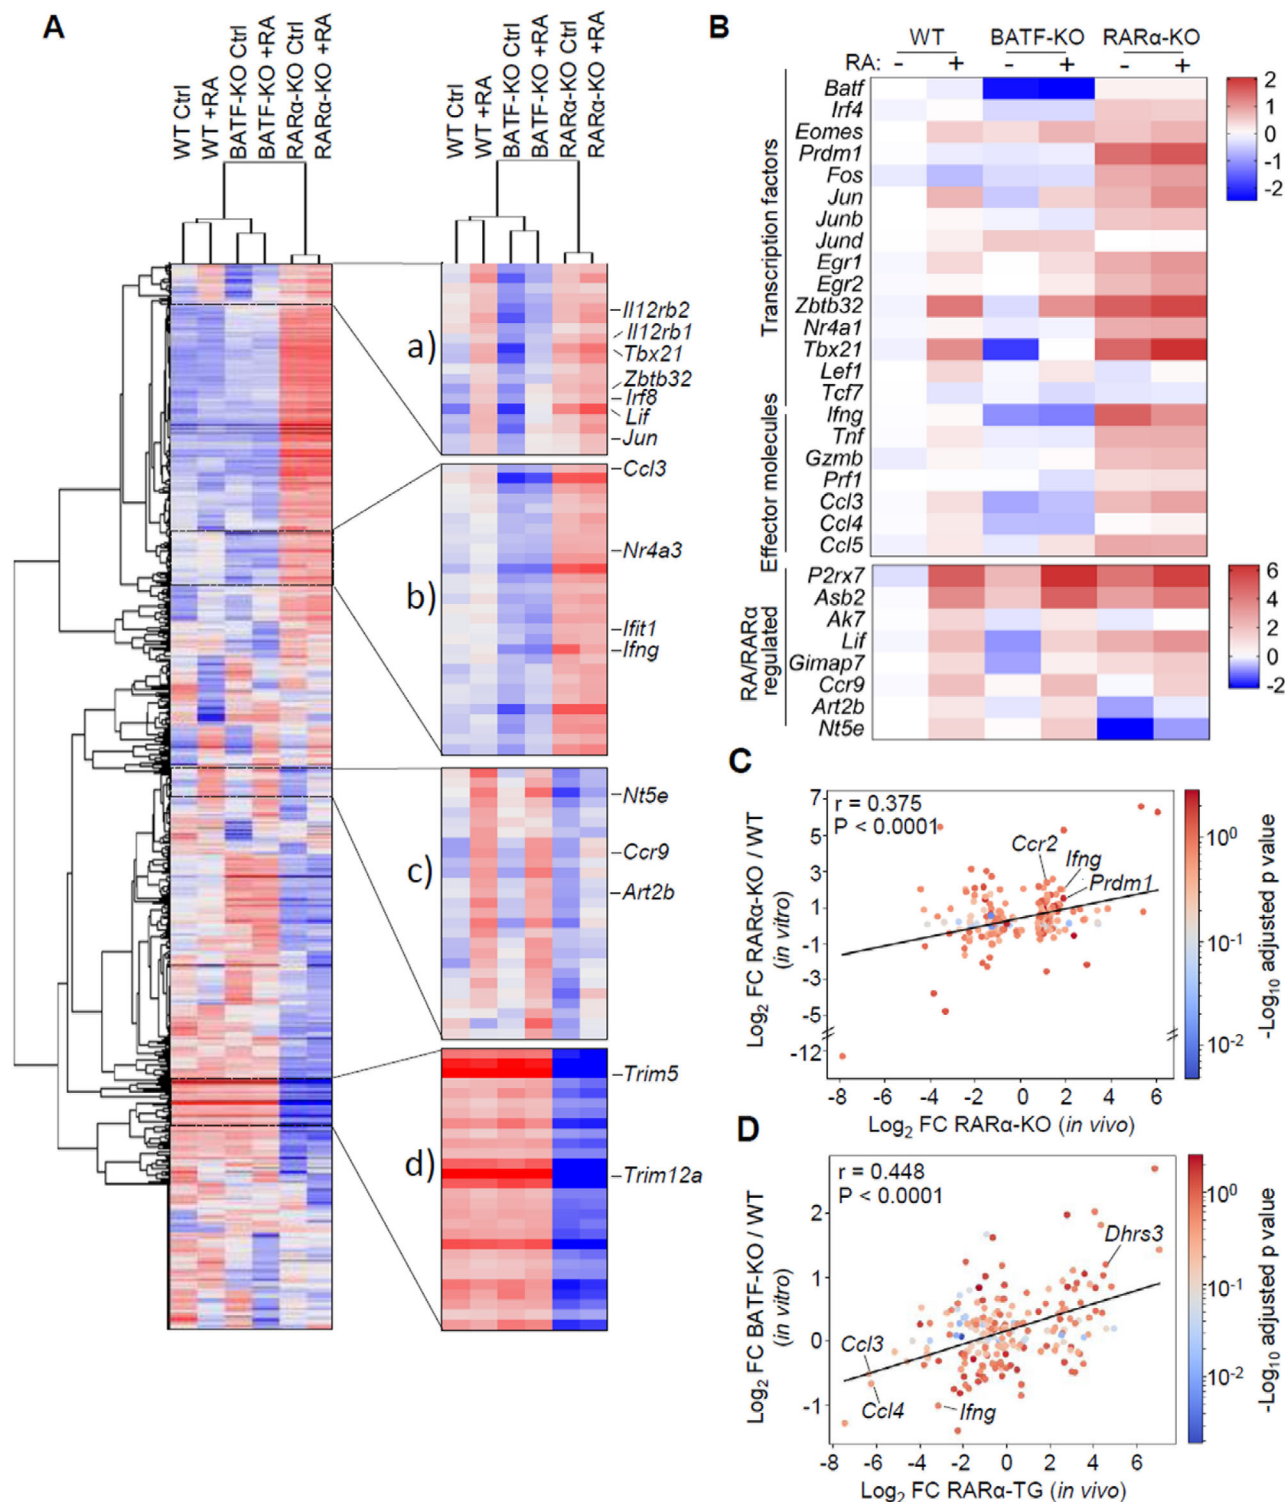 A
WT Ctrl
WT +RA
BATF-KO Ctrl
BATF-KO +RA
RARα-KO Ctrl
RARα-KO +RA
WT Ctrl
WT +RA
BATF-KO Ctrl
BATF-KO +RA
RARα-KO Ctrl
RARα-KO +RA
a)
Il12rb2
Il12rb1
Tbx21
Zbtb32
Irf8
Lif
Jun
b)
Ccl3
Nr4a3
Ifit1
Ifng
c)
Nt5e
Ccr9
Art2b
d)
Trim5
Trim12a
B
WT BATF-KO RARα-KO
RA: - + - + - +
Transcription factors
Batf
Irf4
Eomes
Prdm1
Fos
Jun
Junb
Jund
Egr1
Egr2
Zbtb32
Nr4a1
Tbx21
Lef1
Tcf7
Effector molecules
Ifng
Tnf
Gzmb
Prf1
Ccl3
Ccl4
Ccl5
2
1
0
-1
-2
RA/RARα
regulated
P2rx7
Asb2
Ak7
Lif
Gimap7
Ccr9
Art2b
Nt5e
6
4
2
0
-2
C
r = 0.375
P < 0.0001
Ccr2
Ifng
Prdm1
7
5
3
1
-1
-3
-5
-12
Log2 FC RARα-KO / WT
(in vitro)
-8 -6 -4 -2 0 2 4 6
Log2 FC RARα-KO (in vivo)
10^0
10^-1
10^-2
-Log10 adjusted p value
D
r = 0.448
P < 0.0001
Dhrs3
Ccl3
Ccl4
Ifng
2
1
0
-1
Log2 FC BATF-KO / WT
(in vitro)
-8 -6 -4 -2 0 2 4 6
Log2 FC RARα-TG (in vivo)
10^0
10^-1
10^-2
-Log10 adjusted p value